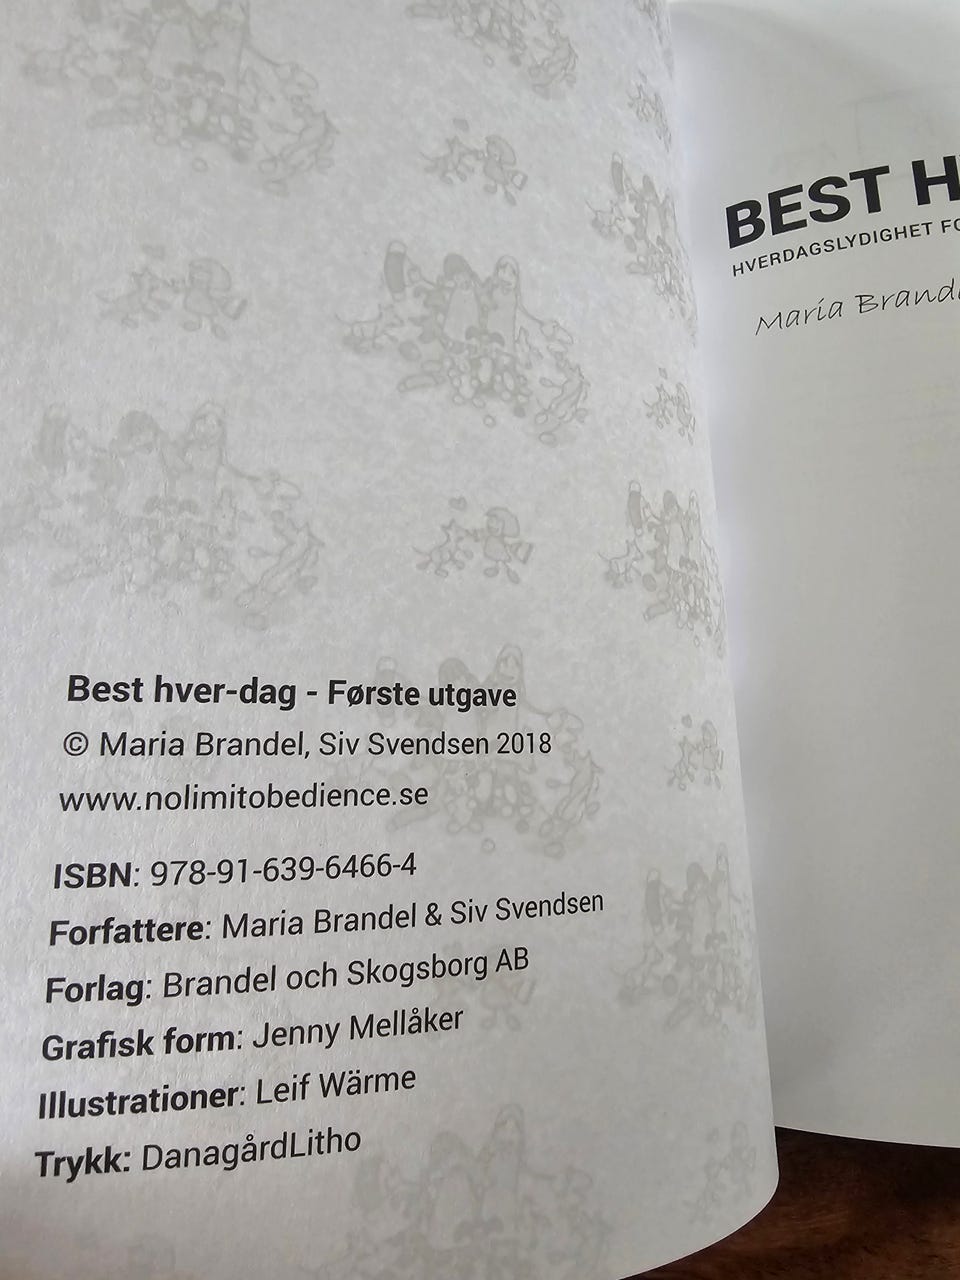 Best hver-dag - Første utgave
© Maria Brandel, Siv Svendsen 2018
www.nolimitobedience.se
ISBN: 978-91-639-6466-4
Forfattere: Maria Brandel & Siv Svendsen
Forlag: Brandel och Skogsborg AB
Grafisk form: Jenny Mellåker
Illustrationer: Leif Wärme
Trykk: DanagårdLitho
BEST H
HVERDAGSLYDIGHET
Maria